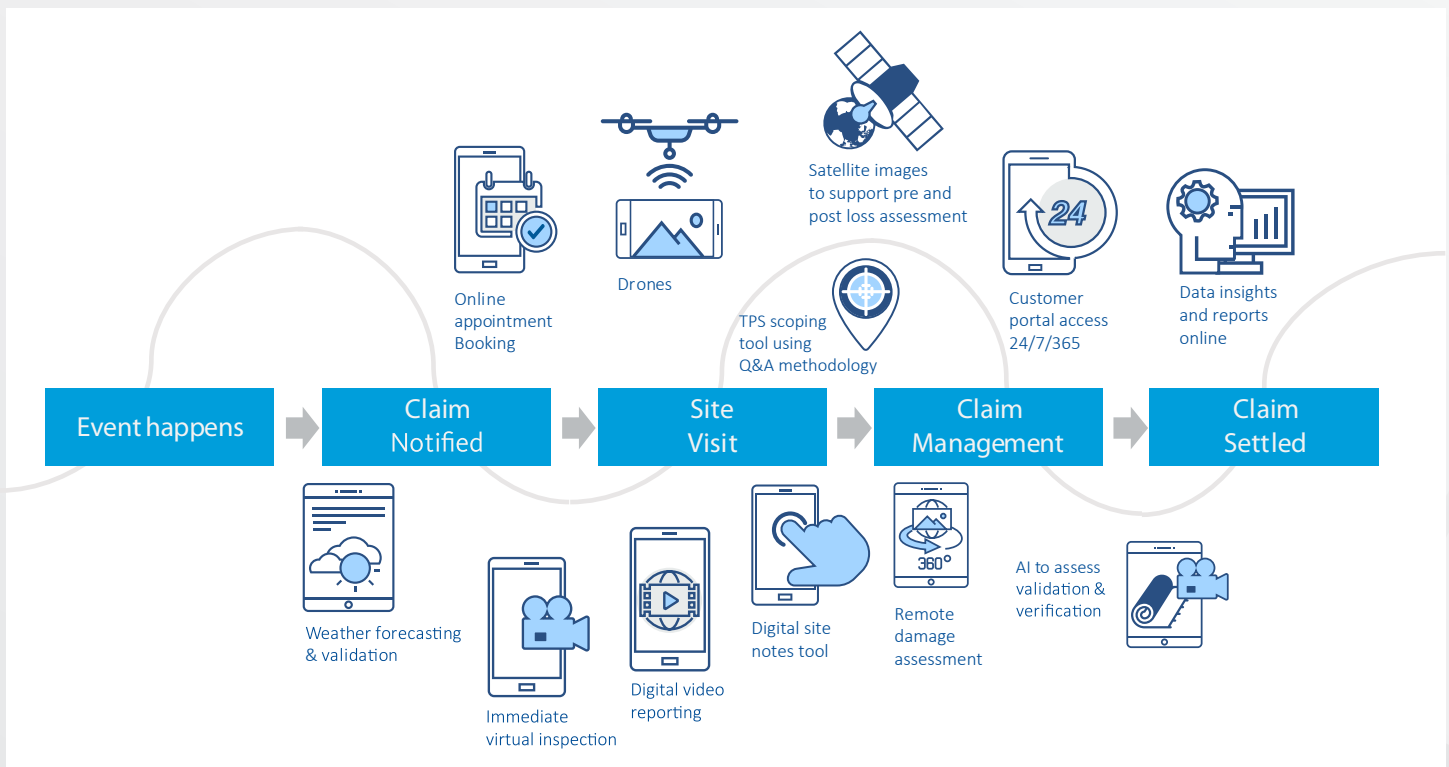 Satellite images
to support pre and
post loss assessment
24
Online
appointment
Booking
Drones
TPS scoping
tool using
Q&A methodology
Customer
portal access
24/7/365
Data insights
and reports
online
Event happens
Claim
Notified
Site
Visit
Claim
Management
Claim
Settled
Weather forecasting
& validation
Immediate
virtual inspection
Digital video
reporting
Digital site
notes tool
360°
Remote
damage
assessment
AI to assess
validation &
verification